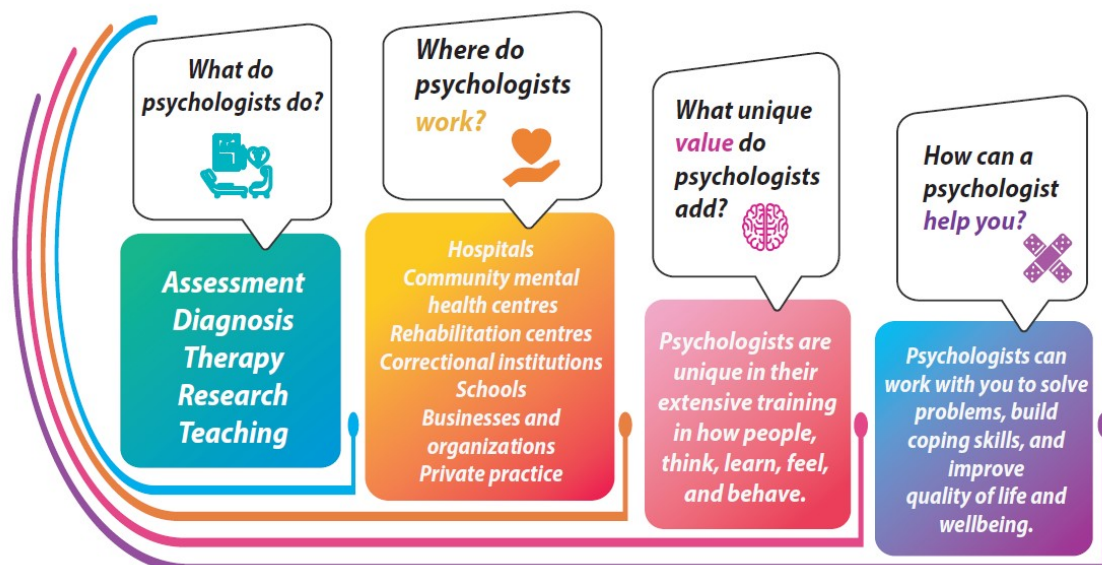 What do
psychologists do?
Assessment
Diagnosis
Therapy
Research
Teaching
Where do
psychologists
work?
Hospitals
Community mental
health centres
Rehabilitation centres
Correctional institutions
Schools
Businesses and
organizations
Private practice
What unique
value do
psychologists
add?
Psychologists are
unique in their
extensive training
in how people,
think, learn, feel,
and behave.
How can a
psychologist
help you?
Psychologists can
work with you to solve
problems, build
coping skills, and
improve
quality of life and
wellbeing.